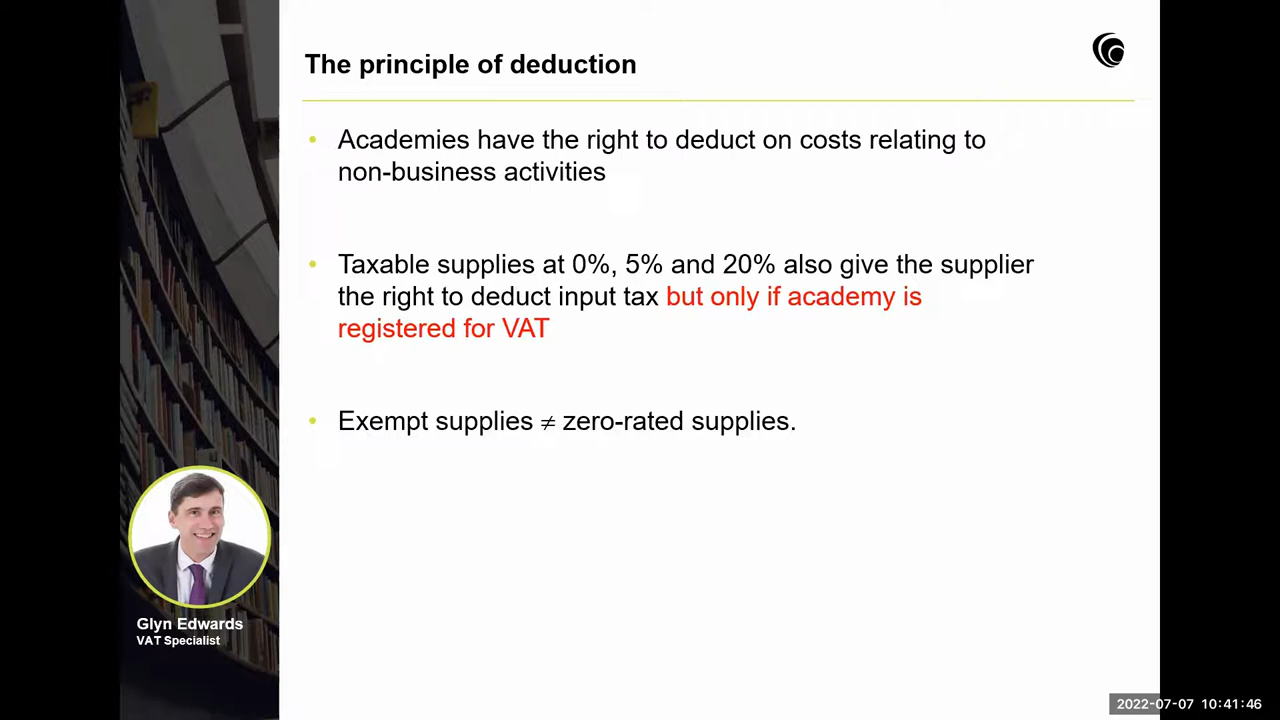 The principle of deduction
• Academies have the right to deduct on costs relating to
non-business activities
• Taxable supplies at 0%, 5% and 20% also give the supplier
the right to deduct input tax but only if academy is
registered for VAT
• Exempt supplies ≠ zero-rated supplies.
Glyn Edwards
VAT Specialist
2022-07-07 10:41:46